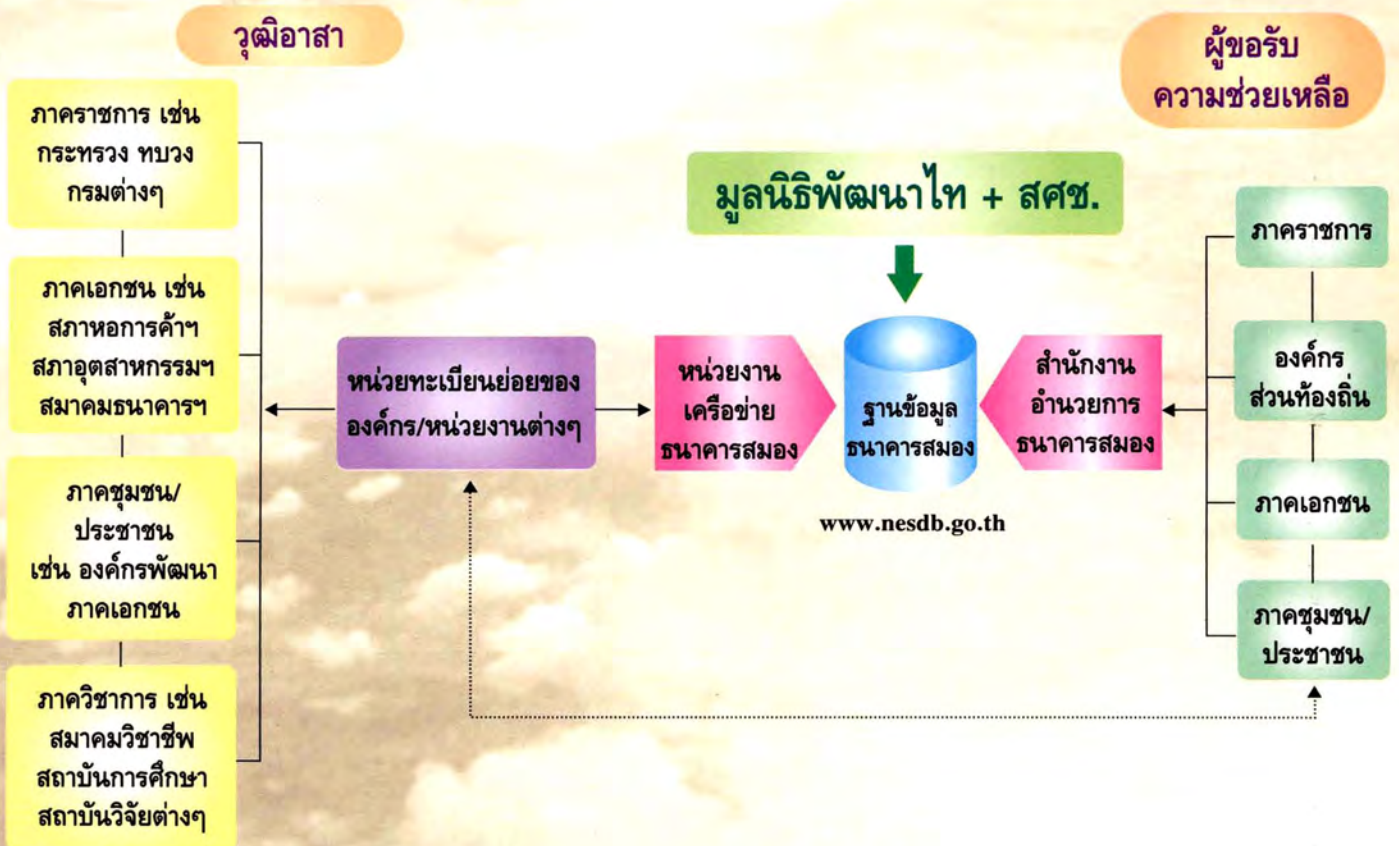 วุฒิอาสา
ภาคราชการ เช่น
กระทรวง ทบวง
กรมต่างๆ
ภาคเอกชน เช่น
สภาหอการค้าฯ
สภาอุตสาหกรรมฯ
สมาคมธนาคารฯ
ภาคชุมชน/
ประชาชน
เช่น องค์กรพัฒนา
ภาคเอกชน
ภาควิชาการ เช่น
สมาคมวิชาชีพ
สถาบันการศึกษา
สถาบันวิจัยต่างๆ
หน่วยทะเบียนย่อยของ
องค์กร/หน่วยงานต่างๆ
มูลนิธิพัฒนาไท + สศช.
หน่วยงาน
เครือข่าย
ธนาคารสมอง
ฐานข้อมูล
ธนาคารสมอง
www.nesdb.go.th
สำนักงาน
อำนวยการ
ธนาคารสมอง
ผู้ขอรับ
ความช่วยเหลือ
ภาคราชการ
องค์กร
ส่วนท้องถิ่น
ภาคเอกชน
ภาคชุมชน/
ประชาชน